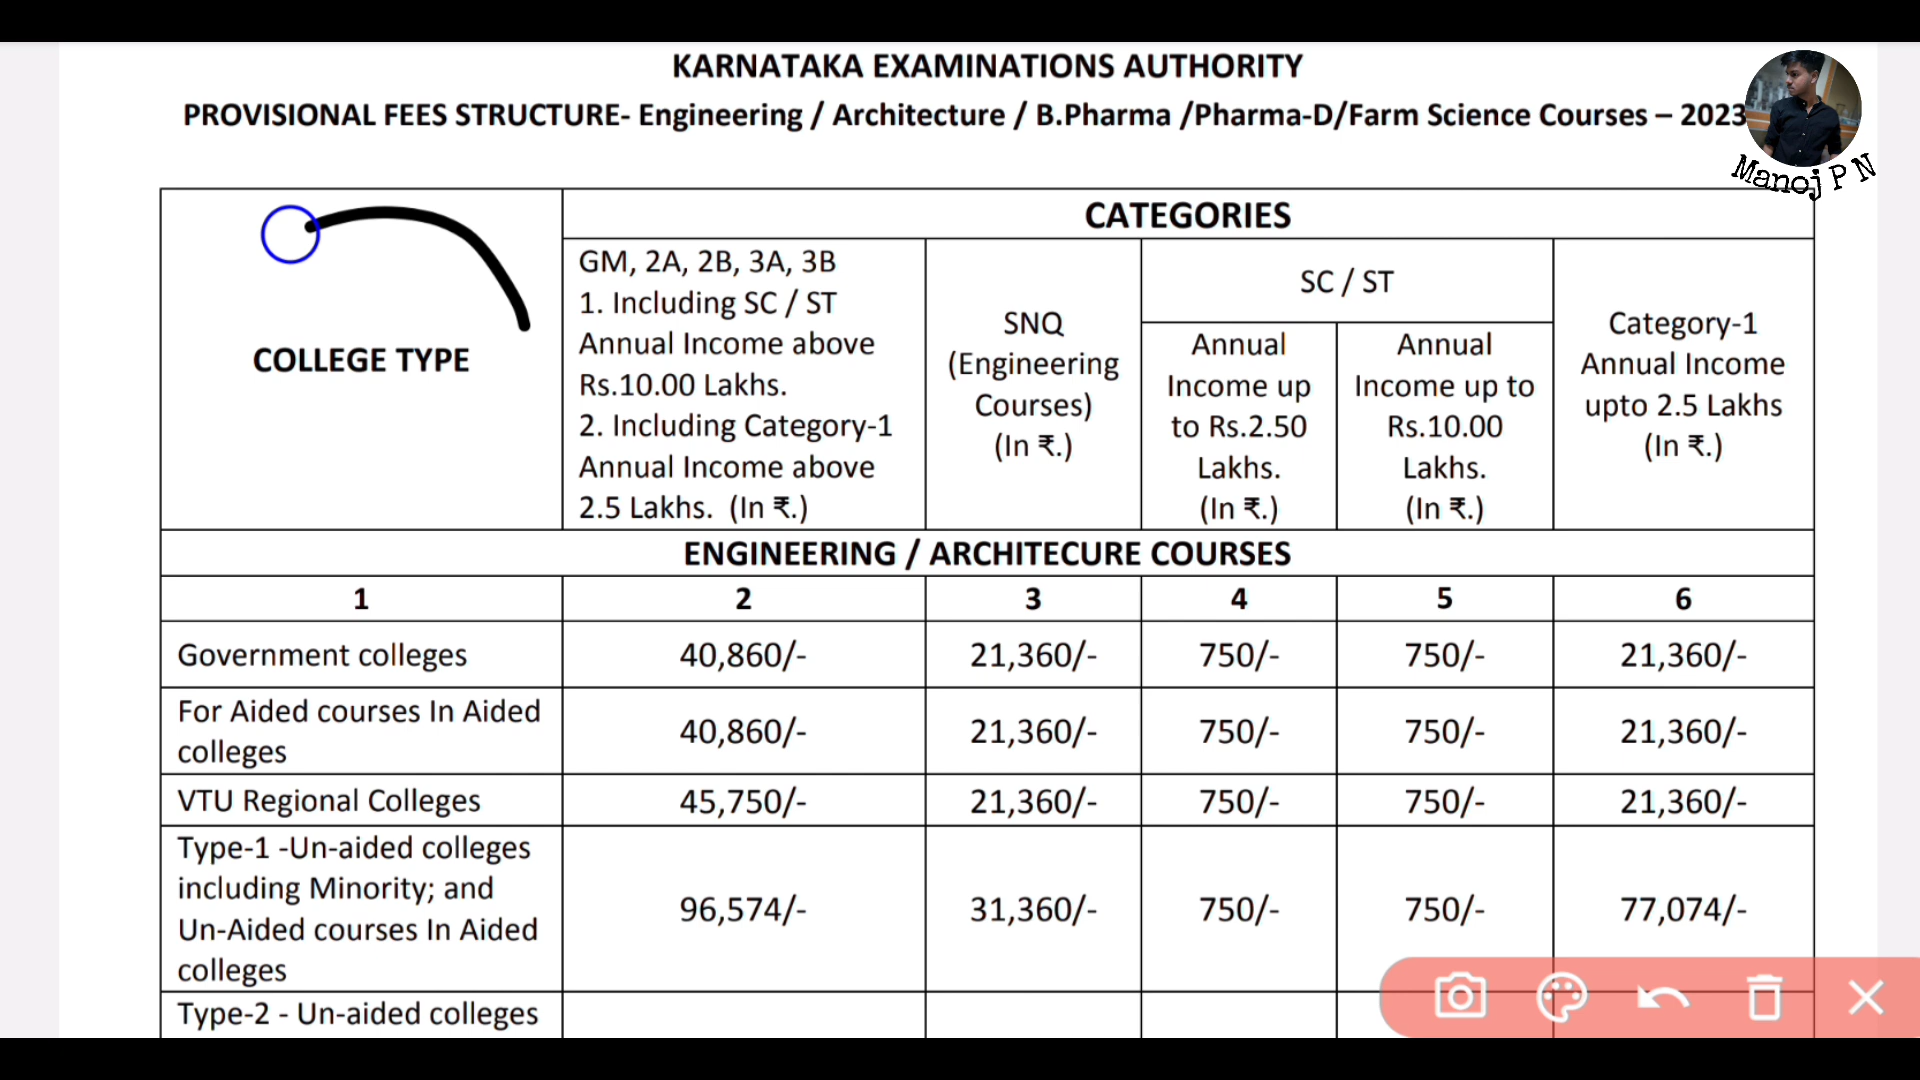 KARNATAKA EXAMINATIONS AUTHORITY
PROVISIONAL FEES STRUCTURE- Engineering / Architecture / B.Pharma /Pharma-D/Farm Science Courses – 2023
Manoj P N
COLLEGE TYPE
CATEGORIES
GM, 2A, 2B, 3A, 3B
1. Including SC / ST
Annual Income above
Rs.10.00 Lakhs.
2. Including Category-1
Annual Income above
2.5 Lakhs. (In ₹.)
SNQ
(Engineering
Courses)
(In ₹.)
SC / ST
Annual
Income up
to Rs.2.50
Lakhs.
(In ₹.)
Annual
Income up to
Rs.10.00
Lakhs.
(In ₹.)
Category-1
Annual Income
upto 2.5 Lakhs
(In ₹.)
ENGINEERING / ARCHITECURE COURSES
1 2 3 4 5 6
Government colleges 40,860/- 21,360/- 750/- 750/- 21,360/-
For Aided courses In Aided
colleges 40,860/- 21,360/- 750/- 750/- 21,360/-
VTU Regional Colleges 45,750/- 21,360/- 750/- 750/- 21,360/-
Type-1 -Un-aided colleges
including Minority; and
Un-Aided courses In Aided
colleges 96,574/- 31,360/- 750/- 750/- 77,074/-
Type-2 - Un-aided colleges